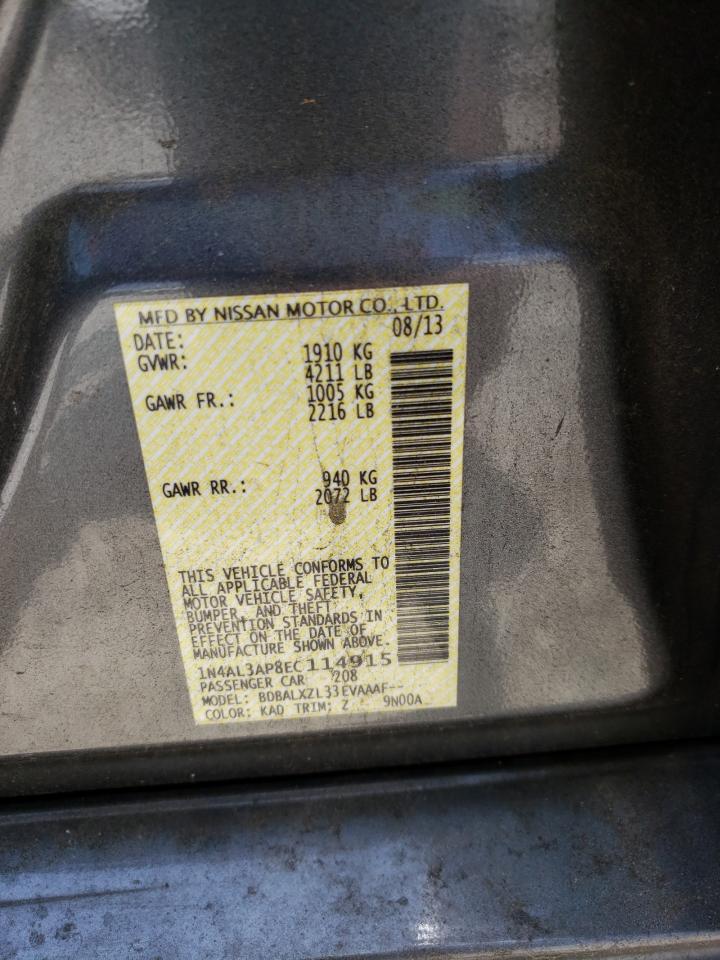 MFD BY NISSAN MOTOR CO., LTD.
DATE: 08/13
GVWR: 1910 KG
4211 LB
GAWR FR.: 1005 KG
2216 LB
GAWR RR.: 940 KG
2072 LB
THIS VEHICLE CONFORMS TO
ALL APPLICABLE FEDERAL
MOTOR VEHICLE SAFETY,
BUMPER, AND THEFT
PREVENTION STANDARDS IN
EFFECT ON THE DATE OF
MANUFACTURE SHOWN ABOVE.
1N4AL3AP8EC114915
PASSENGER CAR 208
MODEL: BDBALXZL33EVAAAF--
COLOR: KAD TRIM: Z 9N00A